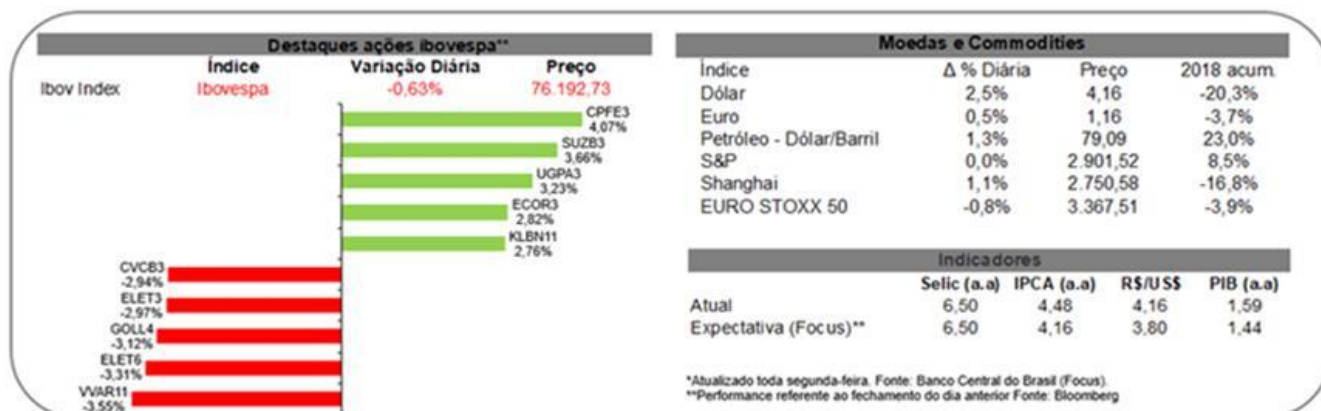 Destaques ações ibovespa**
Índice Variação Diária Preço
Ibov Index Ibovespa -0,63% 76.192,73
CPFE3
4,07%
SUZB3
3,66%
UGPA3
3,23%
ECOR3
2,82%
KLBN11
2,76%
CVCB3
-2,94%
ELET3
-2,97%
GOLL4
-3,12%
ELET6
-3,31%
VVAR11
-3,55%
Moedas e Commodities
Índice Δ % Diária Preço 2018 acum.
Dólar 2,5% 4,16 -20,3%
Euro 0,5% 1,16 -3,7%
Petróleo - Dólar/Barril 1,3% 79,09 23,0%
S&P 0,0% 2.901,52 8,5%
Shanghai 1,1% 2.750,58 -16,8%
EURO STOXX 50 -0,8% 3.367,51 -3,9%
Indicadores
Selic (a.a) IPCA (a.a) R$/US$ PIB (a.a)
Atual 6,50 4,48 4,16 1,59
Expectativa (Focus)** 6,50 4,16 3,80 1,44
*Atualizado toda segunda-feira. Fonte: Banco Central do Brasil (Focus).
**Performance referente ao fechamento do dia anterior Fonte: Bloomberg